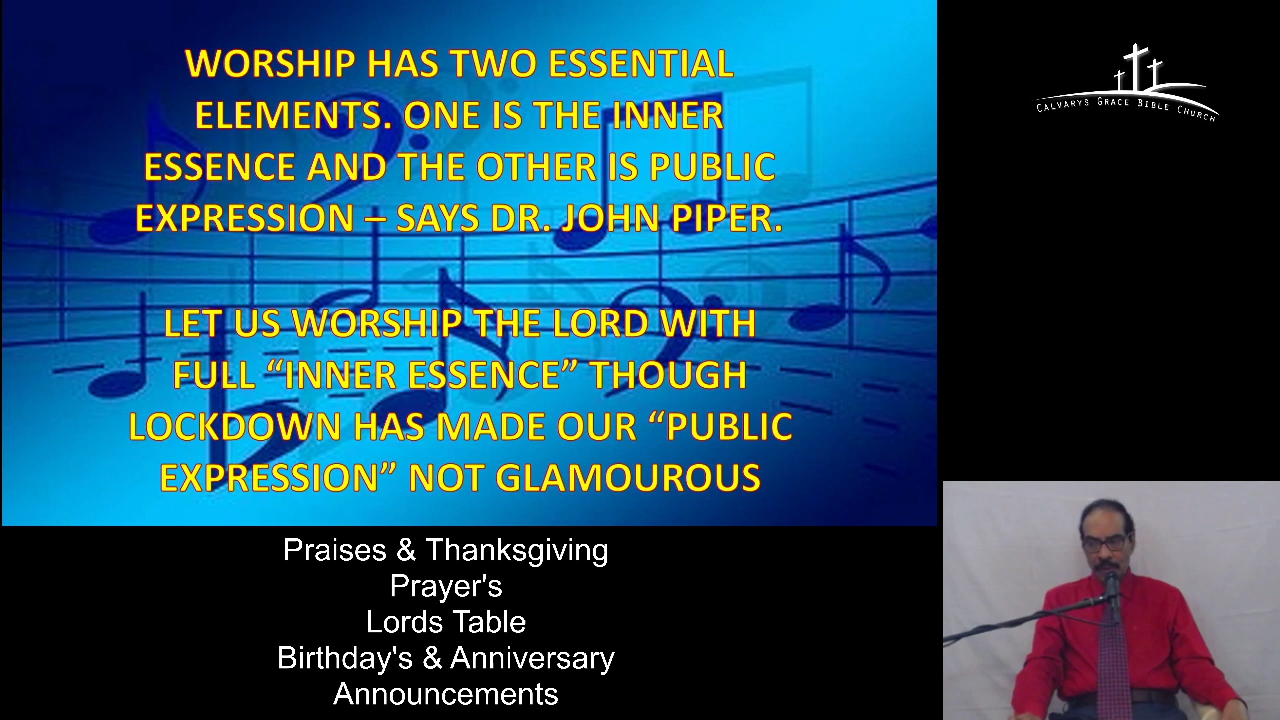 WORSHIP HAS TWO ESSENTIAL
ELEMENTS. ONE IS THE INNER
ESSENCE AND THE OTHER IS PUBLIC
EXPRESSION – SAYS DR. JOHN PIPER.
LET US WORSHIP THE LORD WITH
FULL “INNER ESSENCE” THOUGH
LOCKDOWN HAS MADE OUR “PUBLIC
EXPRESSION” NOT GLAMOUROUS
Praises & Thanksgiving
Prayer's
Lords Table
Birthday's & Anniversary
Announcements
CALVARYS GRACE BIBLE CHURCH